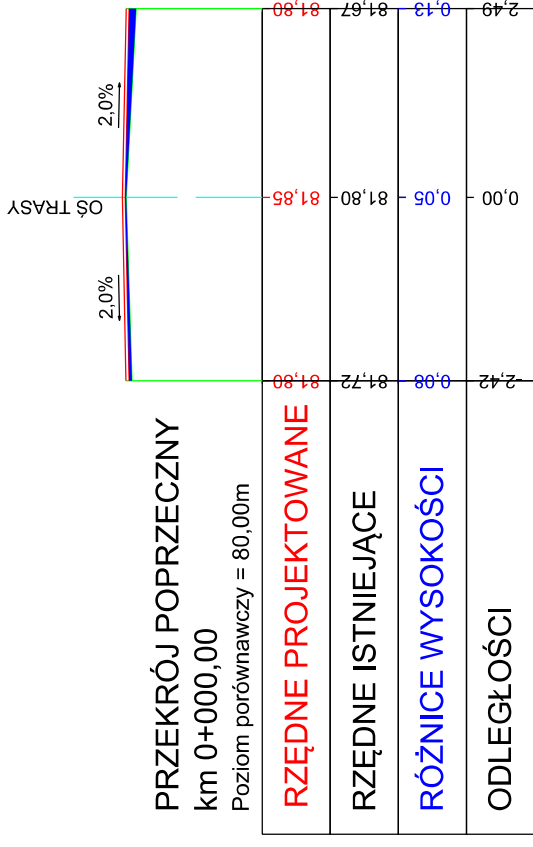 OŚ TRASY
2,0% 2,0%
PRZEKRÓJ POPRZECZNY
km 0+000,00
Poziom porównawczy = 80,00m
RZĘDNE PROJEKTOWANE 81,80 81,85 81,80
RZĘDNE ISTNIEJĄCE 81,72 81,80 81,67
RÓŻNICE WYSOKOŚCI 0,08 0,05 0,13
ODLEGŁOŚCI -2,42 0,00 2,49